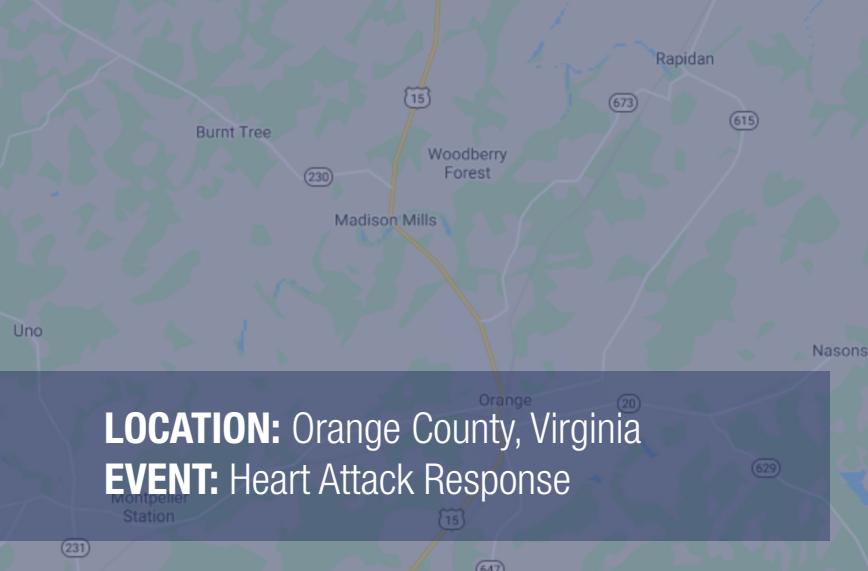 Rapidan
15
673
615
Burnt Tree
Woodberry
Forest
230
Madison Mills
Uno
Nasons
Orange
20
LOCATION: Orange County, Virginia
EVENT: Heart Attack Response
629
Montpelier
Station
15
231
647